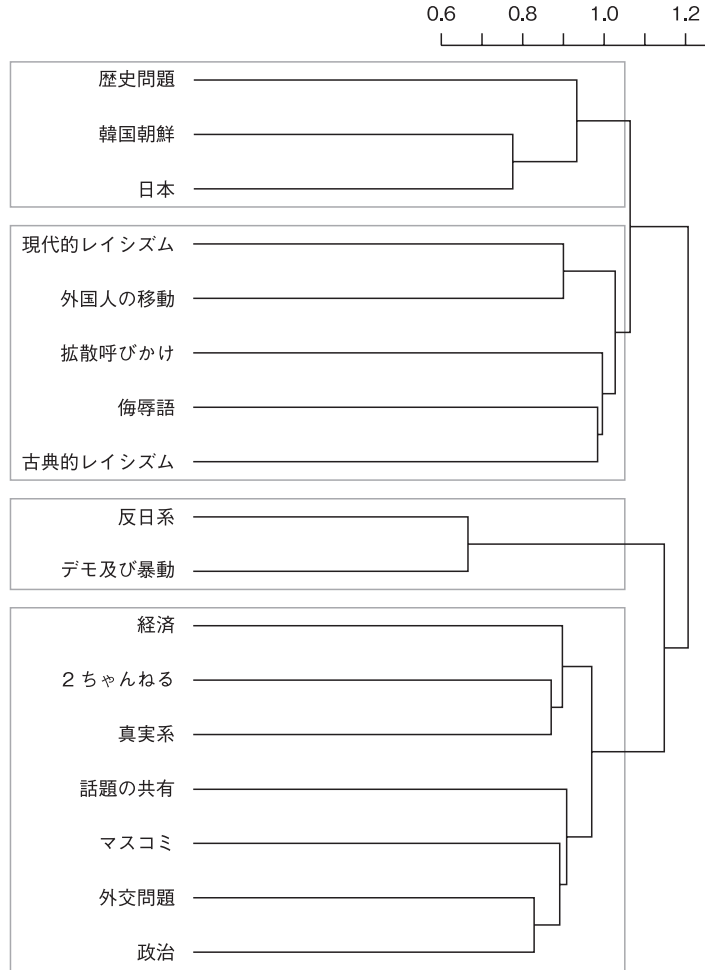 0.6 0.8 1.0 1.2
歴史問題
韓国朝鮮
日本
現代的レイシズム
外国人の移動
拡散呼びかけ
侮辱語
古典的レイシズム
反日系
デモ及び暴動
経済
2 ちゃんねる
真実系
話題の共有
マスコミ
外交問題
政治